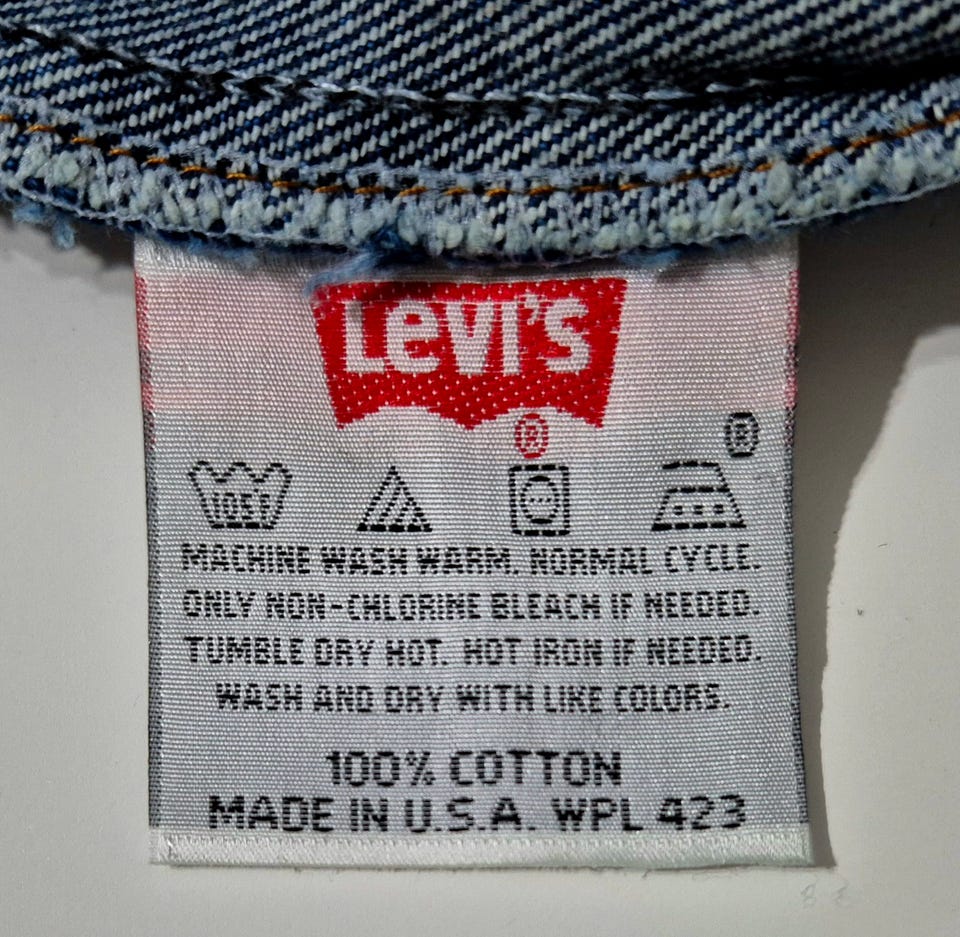 Levi's
®
®
105F
MACHINE WASH WARM. NORMAL CYCLE.
ONLY NON-CHLORINE BLEACH IF NEEDED.
TUMBLE DRY HOT. HOT IRON IF NEEDED.
WASH AND DRY WITH LIKE COLORS.
100% COTTON
MADE IN U.S.A. WPL 423